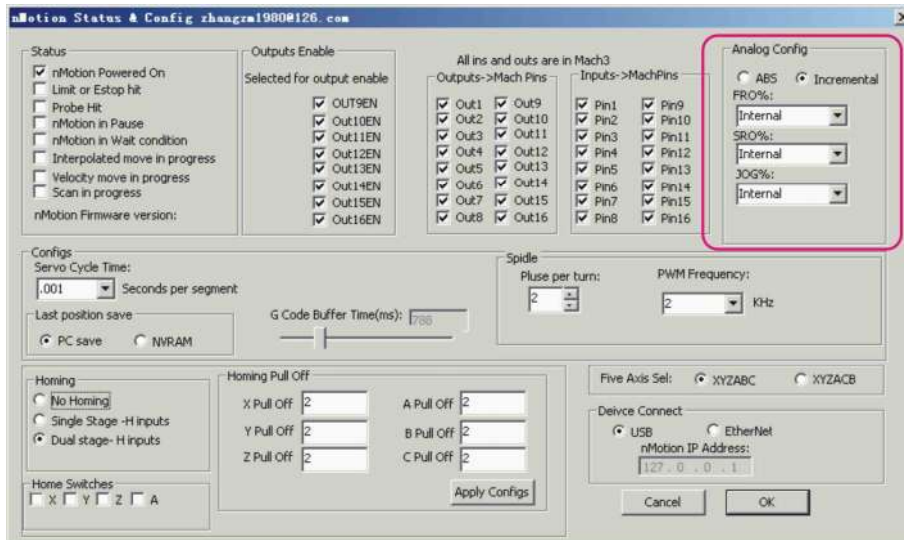 nMotion Status & Config zhangzm1980@126.com
Status
nMotion Powered On
Limit or Estop hit
Probe Hit
nMotion in Pause
nMotion in Wait condition
Interpolated move in progress
Velocity move in progress
Scan in progress
nMotion Firmware version:
Outputs Enable
Selected for output enable
OUT9EN
Out10EN
Out11EN
Out12EN
Out13EN
Out14EN
Out15EN
Out16EN
All ins and outs are in Mach3
Outputs->Mach Pins
Out1 Out9
Out2 Out10
Out3 Out11
Out4 Out12
Out5 Out13
Out6 Out14
Out7 Out15
Out8 Out16
Inputs->MachPins
Pin1 Pin9
Pin2 Pin10
Pin3 Pin11
Pin4 Pin12
Pin5 Pin13
Pin6 Pin14
Pin7 Pin15
Pin8 Pin16
Analog Config
ABS Incremental
FRO%:
Internal
SRO%:
Internal
JOG%:
Internal
Configs
Servo Cycle Time:
.001 Seconds per segment
Last position save
PC save NVRAM
G Code Buffer Time(ms): 786
Spidle
Pluse per turn:
2
PWM Frequency:
2 KHz
Homing
No Homing
Single Stage -H inputs
Dual stage- H inputs
Home Switches
X Y Z A
Homing Pull Off
X Pull Off 2 A Pull Off 2
Y Pull Off 2 B Pull Off 2
Z Pull Off 2 C Pull Off 2
Apply Configs
Five Axis Sel: XYZABC XYZACB
Deivce Connect
USB EtherNet
nMotion IP Address:
127 . 0 . 0 . 1
Cancel OK